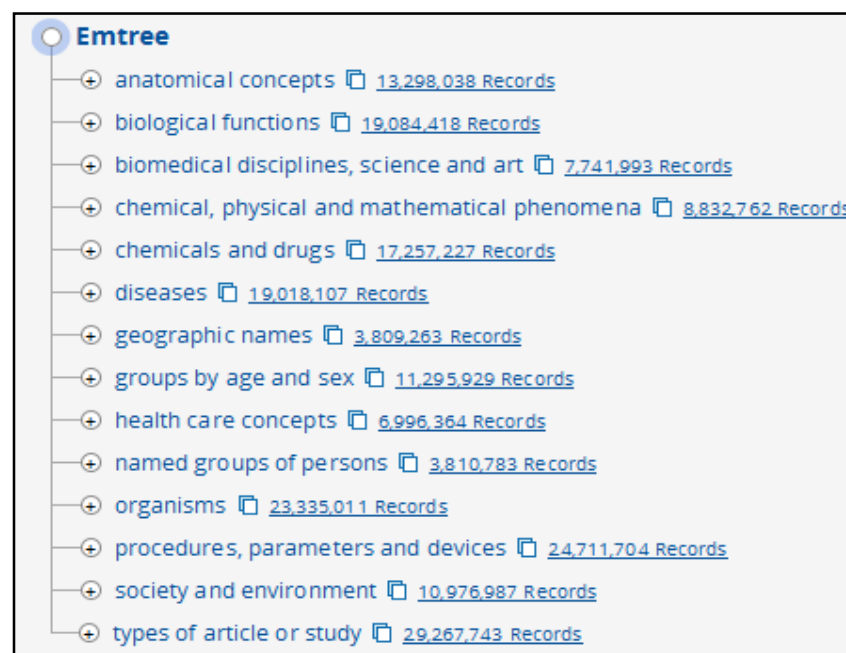 Emtree
anatomical concepts 13,298,038 Records
biological functions 19,084,418 Records
biomedical disciplines, science and art 7,741,993 Records
chemical, physical and mathematical phenomena 8,832,762 Records
chemicals and drugs 17,257,227 Records
diseases 19,018,107 Records
geographic names 3,809,263 Records
groups by age and sex 11,295,929 Records
health care concepts 6,996,364 Records
named groups of persons 3,810,783 Records
organisms 23,335,011 Records
procedures, parameters and devices 24,711,704 Records
society and environment 10,976,987 Records
types of article or study 29,267,743 Records